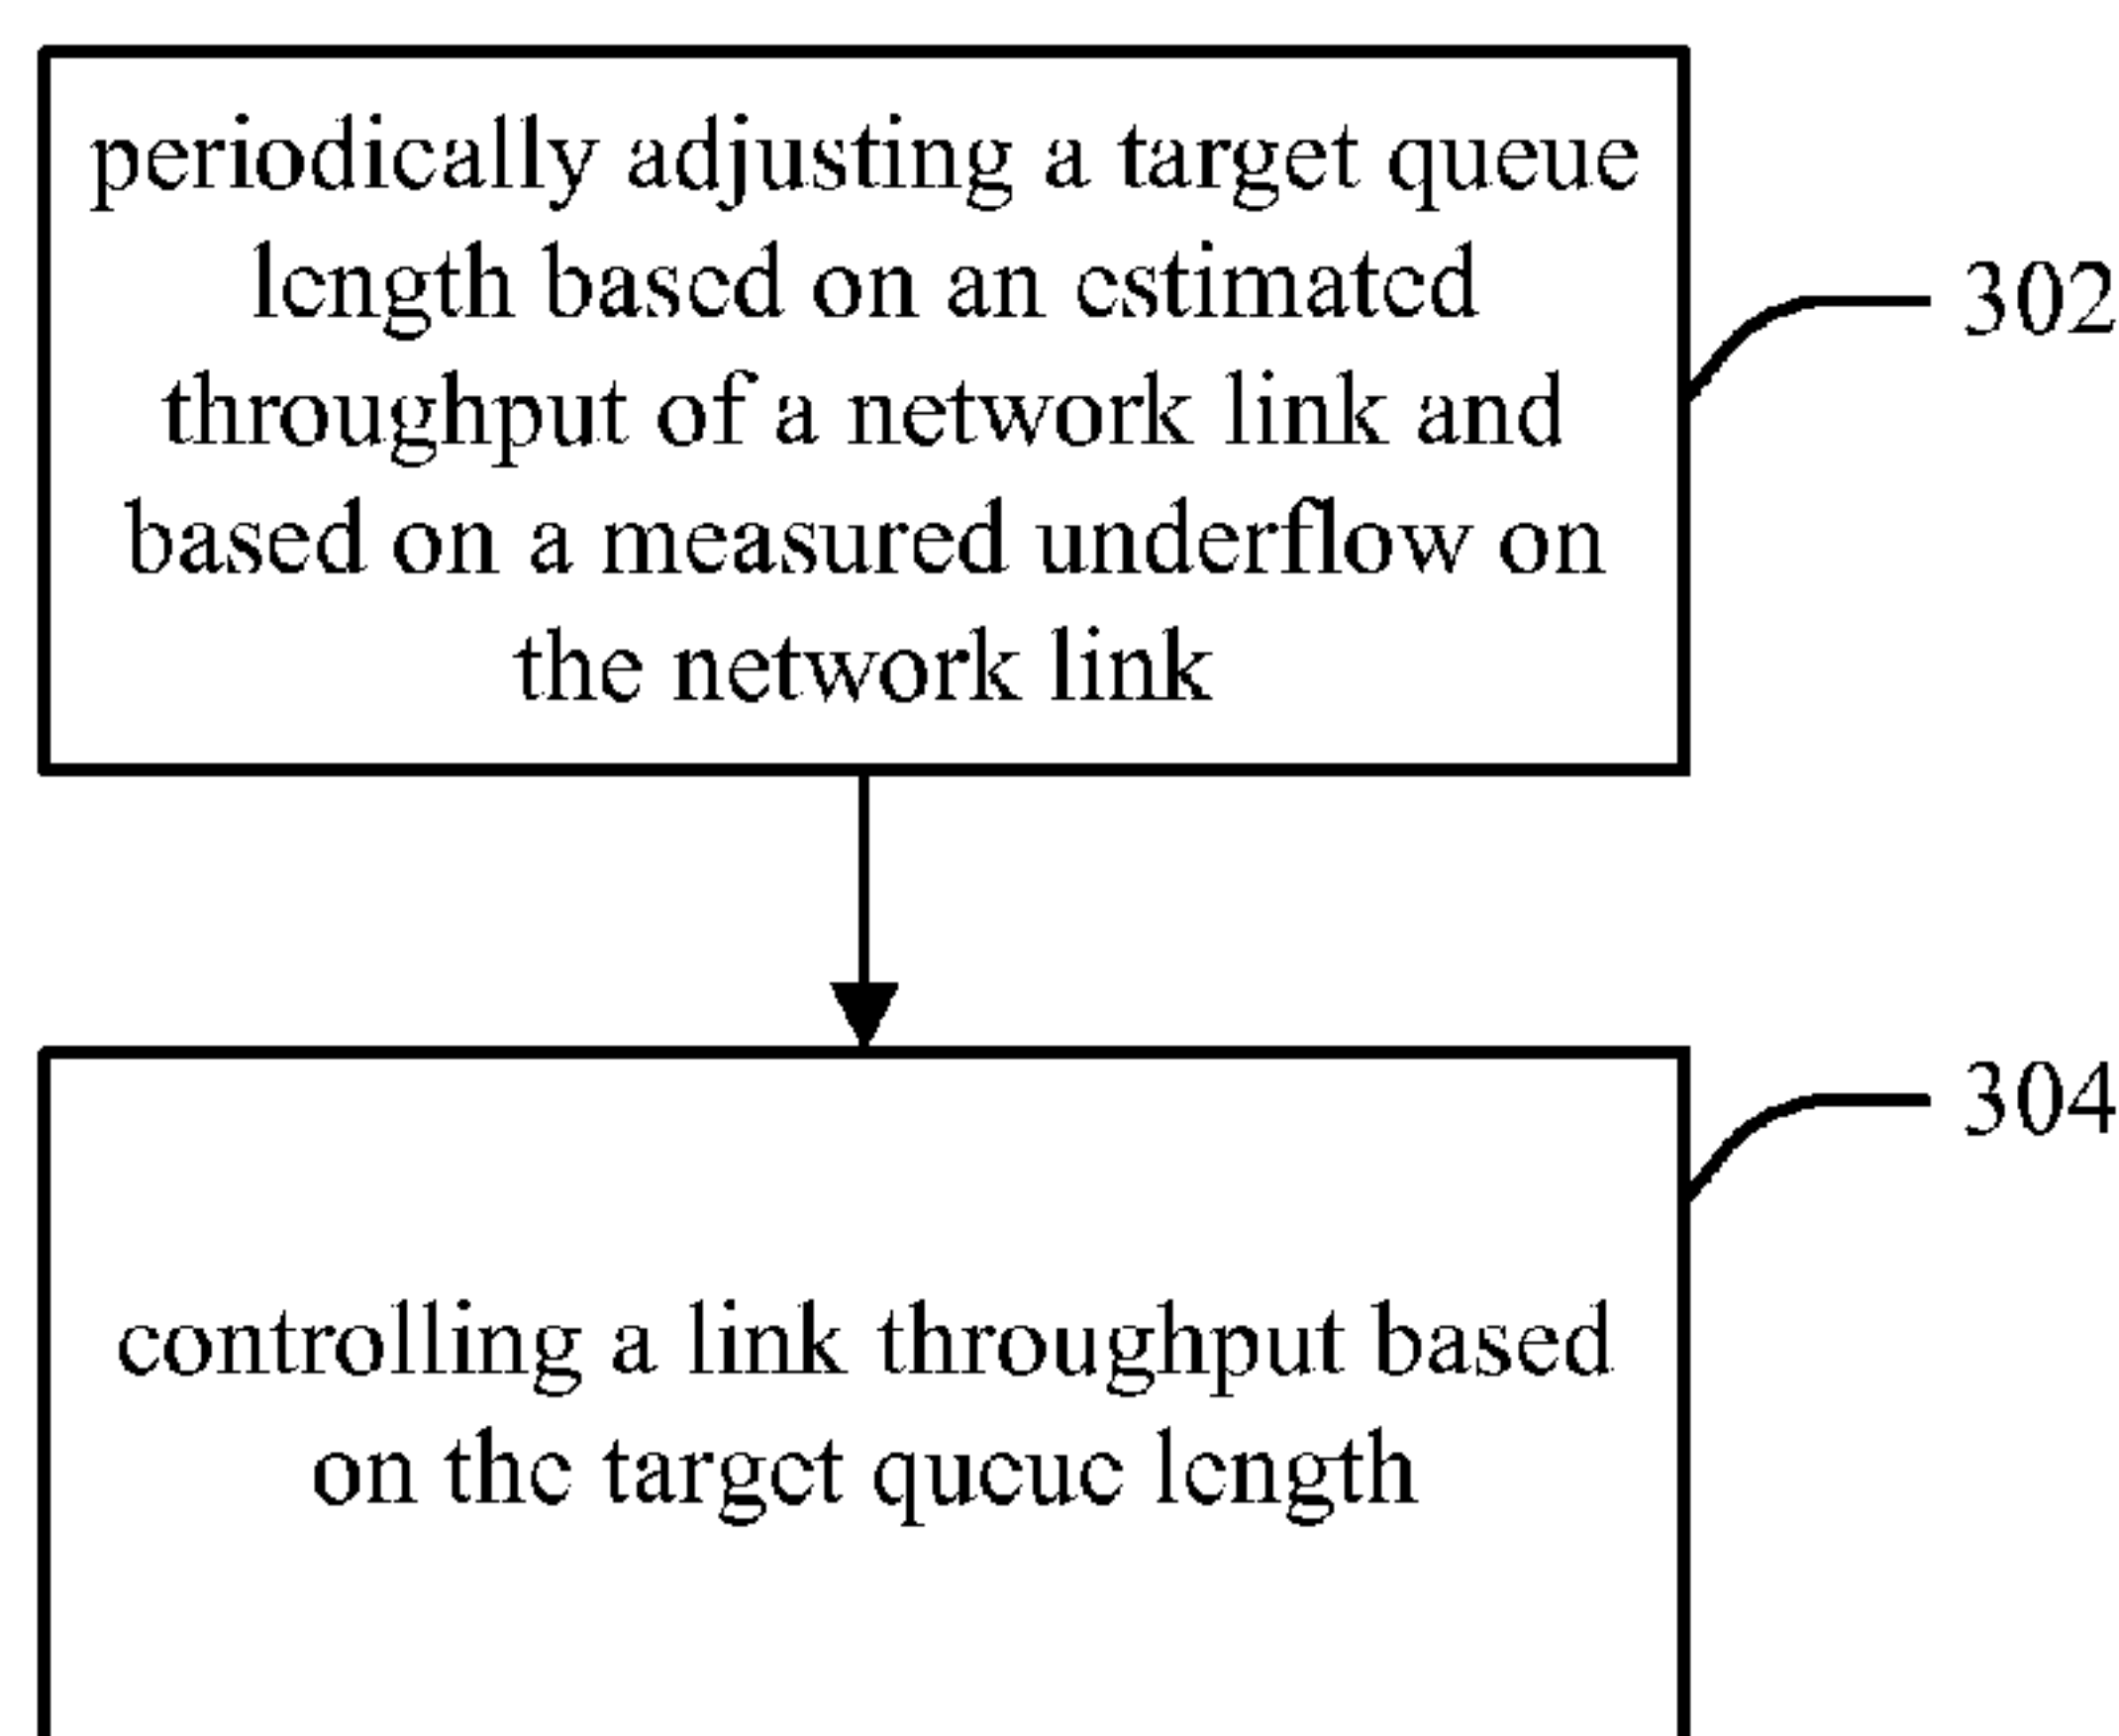 periodically adjusting a target queue
length based on an estimated
throughput of a network link and
based on a measured underflow on
the network link
302
304
controlling a link throughput based
on the target queue length